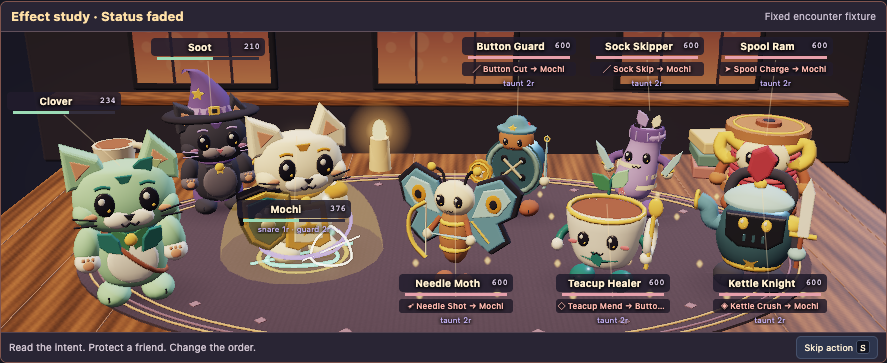 Effect study · Status faded
Fixed encounter fixture
Soot 210
Button Guard 600
Button Cut → Mochi
taunt 2r
Sock Skipper 600
Sock Skip → Mochi
taunt 2r
Spool Ram 600
Spool Charge → Mochi
taunt 2r
Clover 234
Mochi 376
snare 1r guard 2r
Needle Moth 600
Needle Shot → Mochi
taunt 2r
Teacup Healer 600
Teacup Mend → Butto...
taunt 2r
Kettle Knight 600
Kettle Crush → Mochi
taunt 2r
Read the intent. Protect a friend. Change the order.
Skip action S